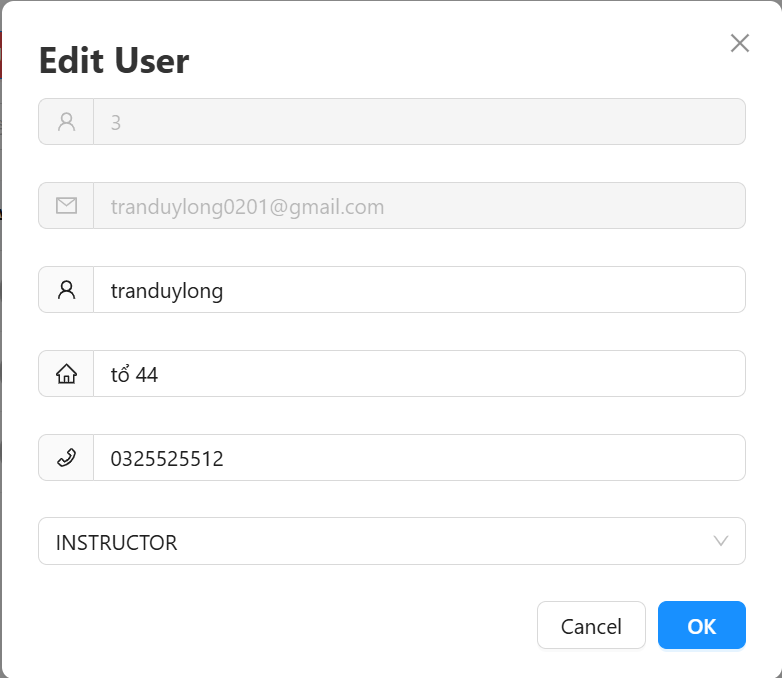 Edit User
3
tranduylong0201@gmail.com
tranduylong
tổ 44
0325525512
INSTRUCTOR
Cancel
OK